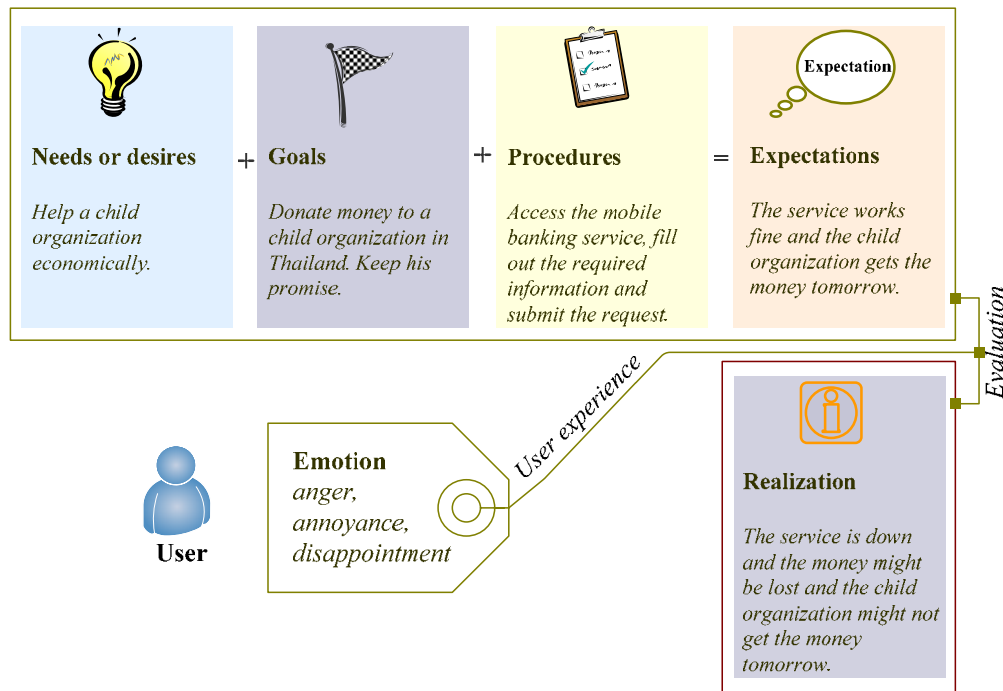 Needs or desires
Help a child
organization
economically.
+
Goals
Donate money to a
child organization in
Thailand. Keep his
promise.
+
Procedures
Access the mobile
banking service, fill
out the required
information and
submit the request.
=
Expectation
Expectations
The service works
fine and the child
organization gets the
money tomorrow.
Evaluation
User experience
User
Emotion
anger,
annoyance,
disappointment
Realization
The service is down
and the money might
be lost and the child
organization might not
get the money
tomorrow.